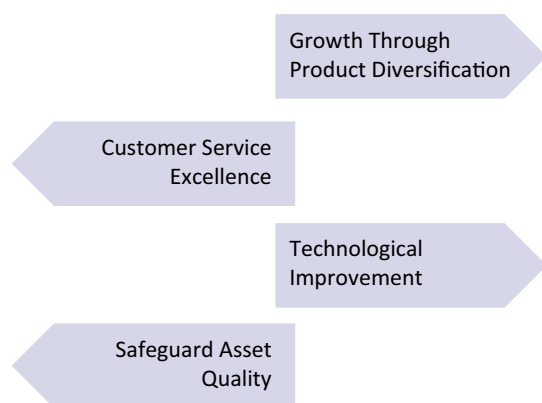 Growth Through
Product Diversification
Customer Service
Excellence
Technological
Improvement
Safeguard Asset
Quality